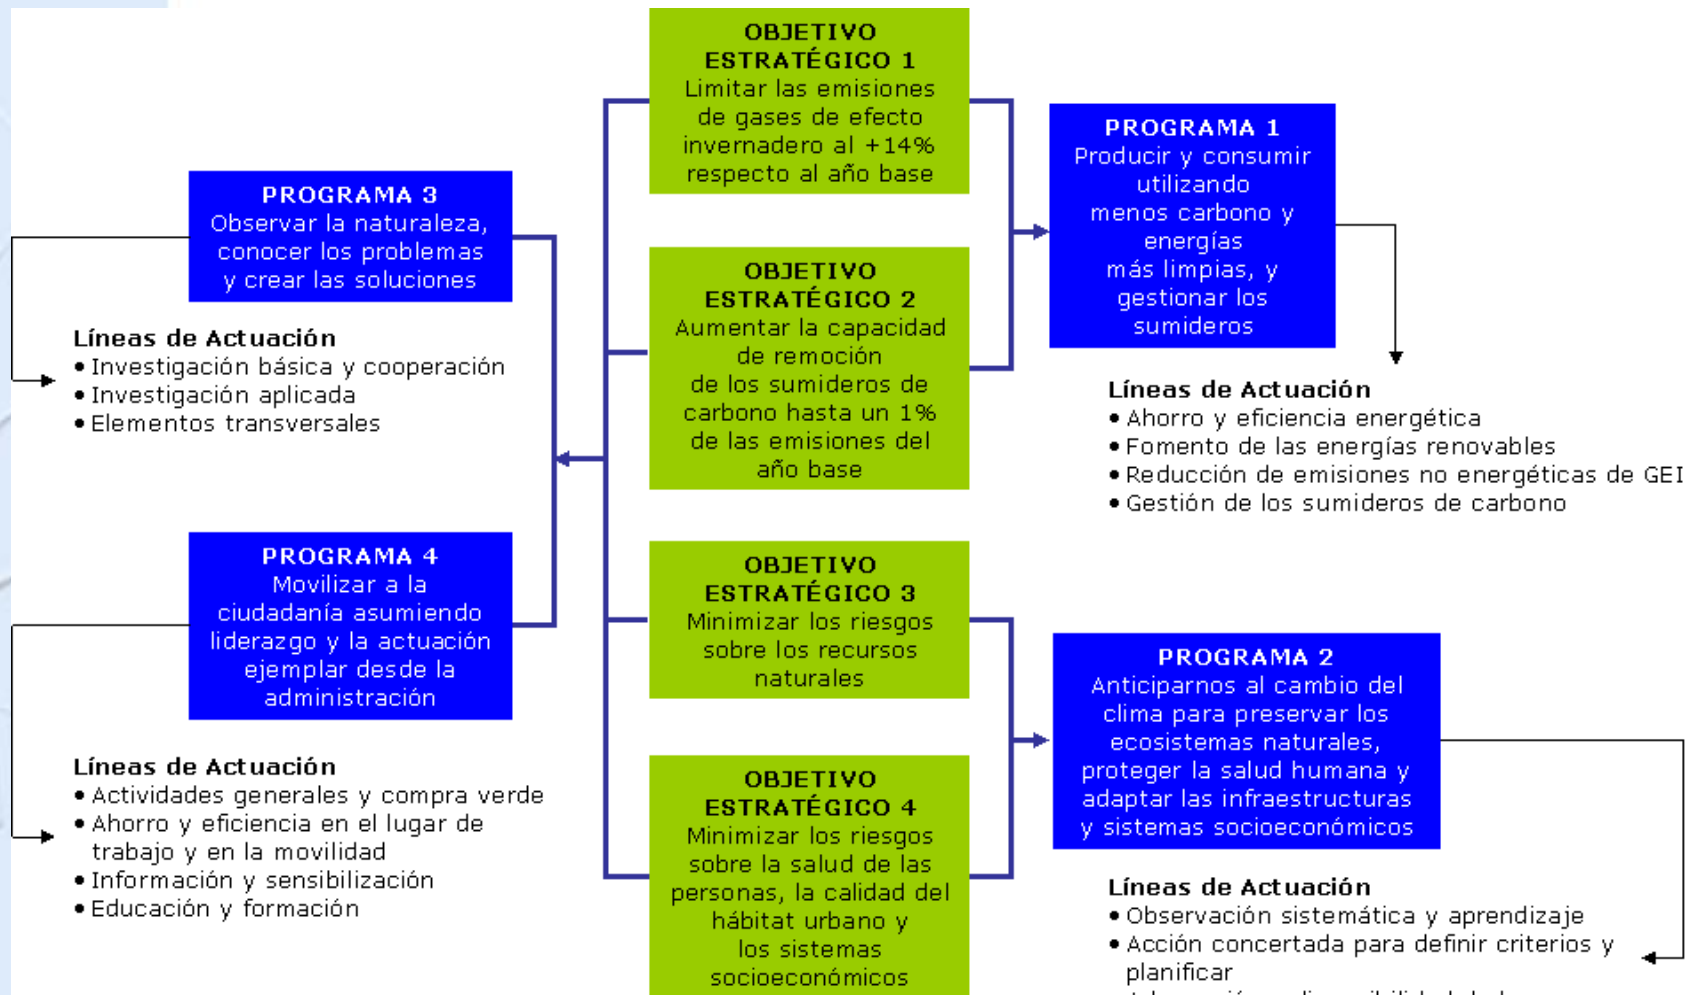 OBJETIVO
ESTRATÉGICO 1
Limitar las emisiones
de gases de efecto
invernadero al +14%
respecto al año base
PROGRAMA 1
Producir y consumir
utilizando
menos carbono y
energías
más limpias, y
gestionar los
sumideros
PROGRAMA 3
Observar la naturaleza,
conocer los problemas
y crear las soluciones
OBJETIVO
ESTRATÉGICO 2
Aumentar la capacidad
de remoción
de los sumideros de
carbono hasta un 1%
de las emisiones del
año base
Líneas de Actuación
• Investigación básica y cooperación
• Investigación aplicada
• Elementos transversales
Líneas de Actuación
• Ahorro y eficiencia energética
• Fomento de las energías renovables
• Reducción de emisiones no energéticas de GEI
• Gestión de los sumideros de carbono
PROGRAMA 4
Movilizar a la
ciudadanía asumiendo
liderazgo y la actuación
ejemplar desde la
administración
OBJETIVO
ESTRATÉGICO 3
Minimizar los riesgos
sobre los recursos
naturales
PROGRAMA 2
Anticiparnos al cambio del
clima para preservar los
ecosistemas naturales,
proteger la salud humana y
adaptar las infraestructuras
y sistemas socioeconómicos
Líneas de Actuación
• Actividades generales y compra verde
• Ahorro y eficiencia en el lugar de
trabajo y en la movilidad
• Información y sensibilización
• Educación y formación
OBJETIVO
ESTRATÉGICO 4
Minimizar los riesgos
sobre la salud de las
personas, la calidad del
hábitat urbano y
los sistemas
socioeconómicos
Líneas de Actuación
• Observación sistemática y aprendizaje
• Acción concertada para definir criterios y
planificar